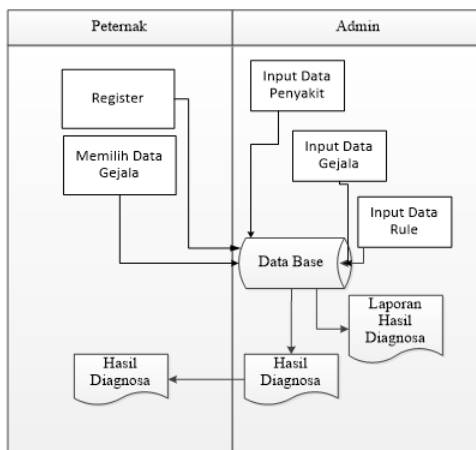 Peternak
Admin
Register
Memilih Data
Gejala
Input Data
Penyakit
Input Data
Gejala
Input Data
Rule
Data Base
Laporan
Hasil
Diagnosa
Hasil
Diagnosa
Hasil
Diagnosa